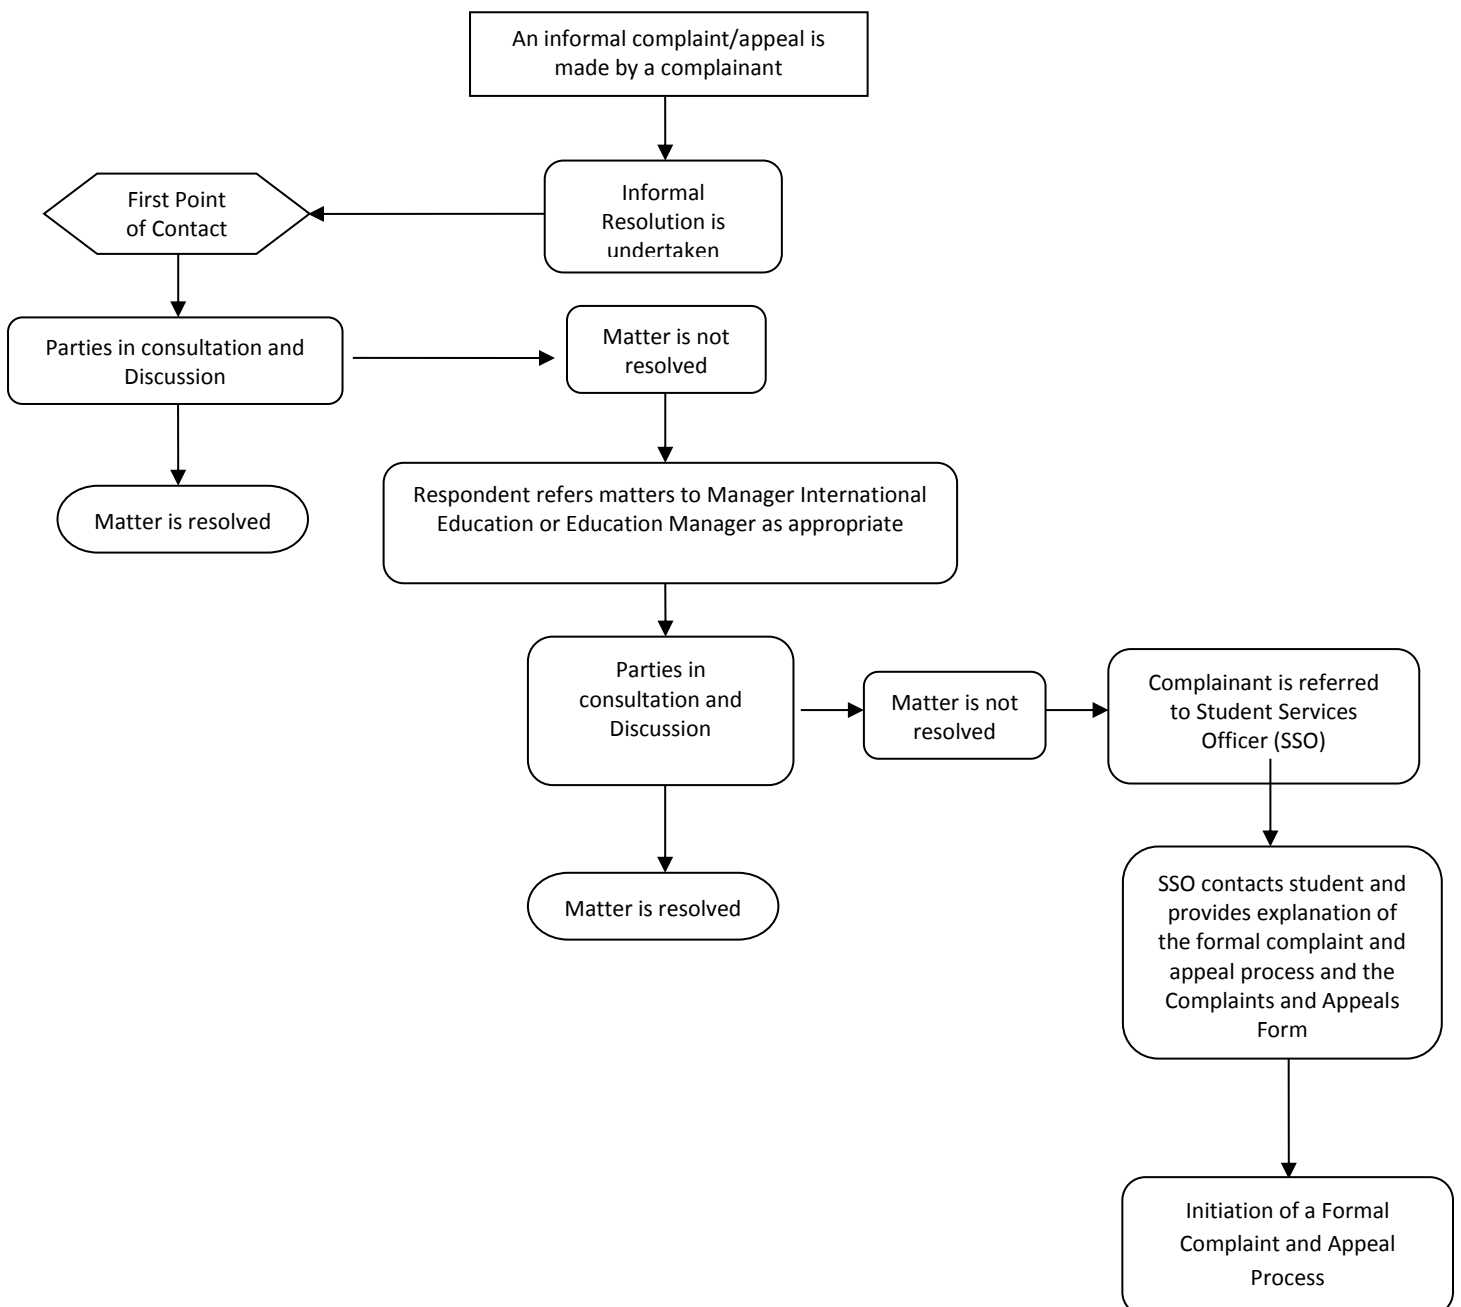 An informal complaint/appeal is
made by a complainant
Informal
Resolution is
undertaken
First Point
of Contact
Parties in consultation and
Discussion
Matter is not
resolved
Matter is resolved
Respondent refers matters to Manager International
Education or Education Manager as appropriate
Parties in
consultation and
Discussion
Matter is not
resolved
Complainant is referred
to Student Services
Officer (SSO)
Matter is resolved
SSO contacts student and
provides explanation of
the formal complaint and
appeal process and the
Complaints and Appeals
Form
Initiation of a Formal
Complaint and Appeal
Process